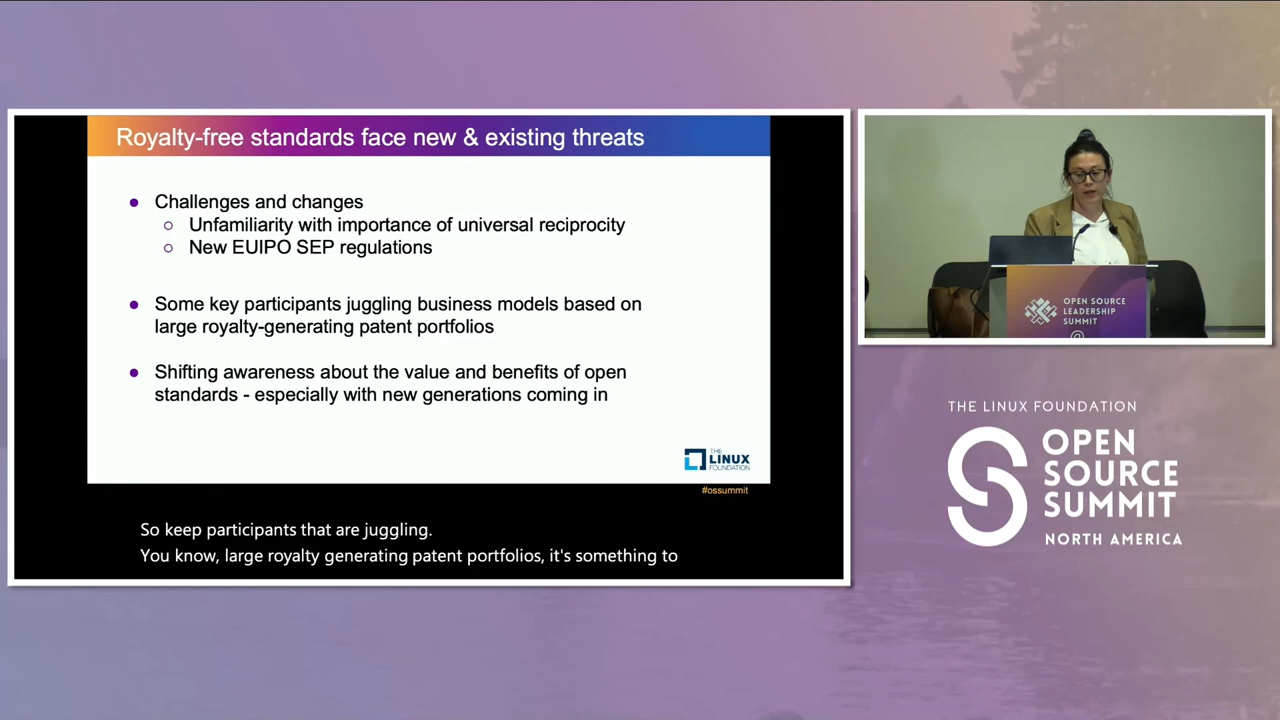 Royalty-free standards face new & existing threats
● Challenges and changes
○ Unfamiliarity with importance of universal reciprocity
○ New EUIPO SEP regulations
● Some key participants juggling business models based on
large royalty-generating patent portfolios
● Shifting awareness about the value and benefits of open
standards - especially with new generations coming in
THE
LINUX
FOUNDATION
#ossummit
So keep participants that are juggling.
You know, large royalty generating patent portfolios, it's something to
OPEN SOURCE
LEADERSHIP
SUMMIT
@
THE LINUX FOUNDATION
OPEN
SOURCE
SUMMIT
NORTH AMERICA